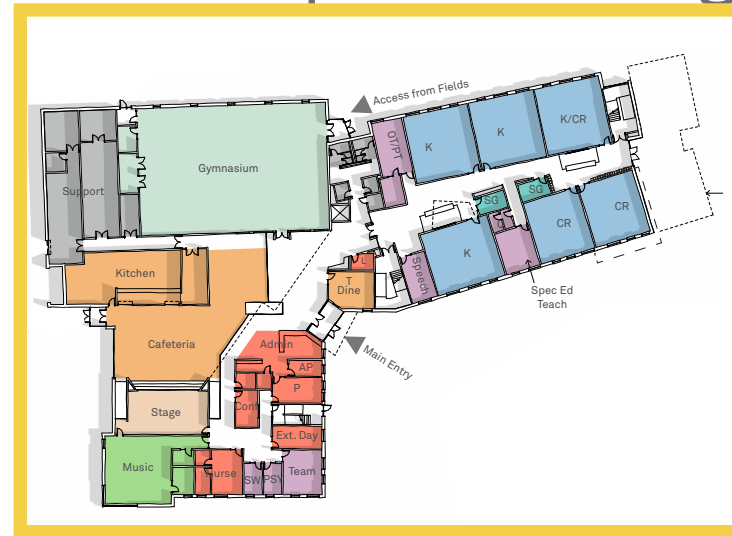 Access from Fields
K/CR
K
K
OT/PT
Gymnasium
Support
SG
SG
CR
CR
K
Speech
Spec Ed
Teach
L
T
Dine
Kitchen
Cafeteria
Admin
Main Entry
AP
P
Conf
Stage
Ext. Day
Music
Nurse
SW
PSY
Team